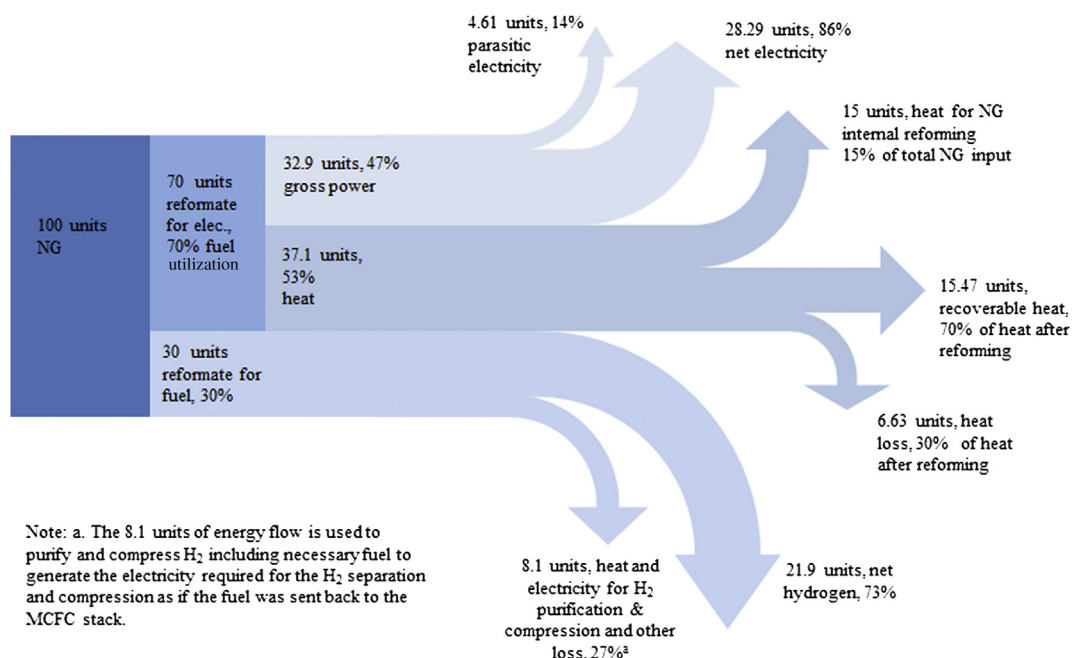 4.61 units, 14%
parasitic
electricity
28.29 units, 86%
net electricity
15 units, heat for NG
internal reforming
15% of total NG input
100 units
NG
70 units
reformate
for elec.,
70% fuel
utilization
32.9 units, 47%
gross power
37.1 units,
53%
heat
15.47 units,
recoverable heat,
70% of heat after
reforming
30 units
reformate for
fuel, 30%
6.63 units, heat
loss, 30% of heat
after reforming
Note: a. The 8.1 units of energy flow is used to
purify and compress H₂ including necessary fuel to
generate the electricity required for the H₂ separation
and compression as if the fuel was sent back to the
MCFC stack.
8.1 units, heat and
electricity for H₂
purification &
compression and other
loss, 27%ᵃ
21.9 units, net
hydrogen, 73%